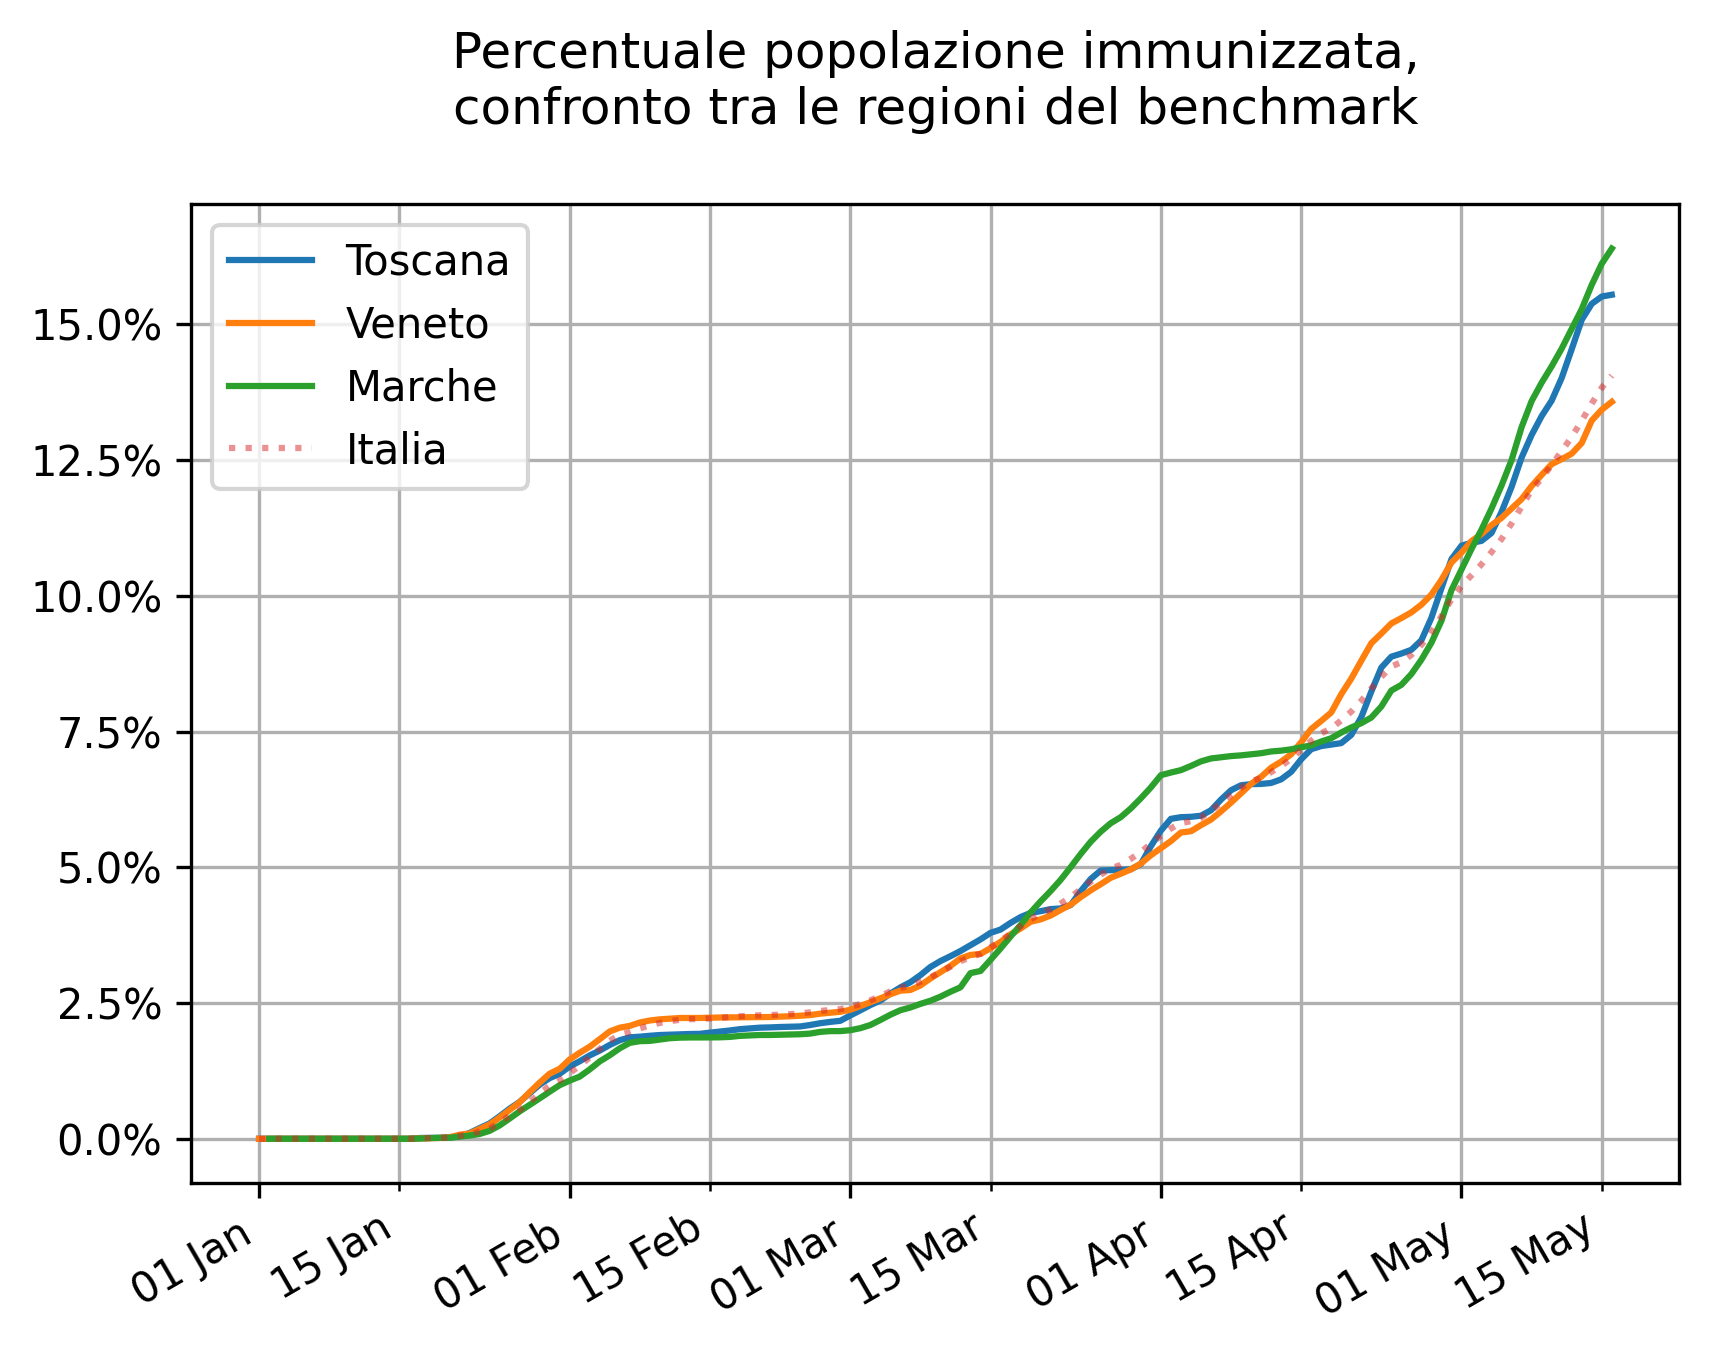 Percentuale popolazione immunizzata,
confronto tra le regioni del benchmark
Toscana
Veneto
Marche
Italia
15.0%
12.5%
10.0%
7.5%
5.0%
2.5%
0.0%
01 Jan
15 Jan
01 Feb
15 Feb
01 Mar
15 Mar
01 Apr
15 Apr
01 May
15 May